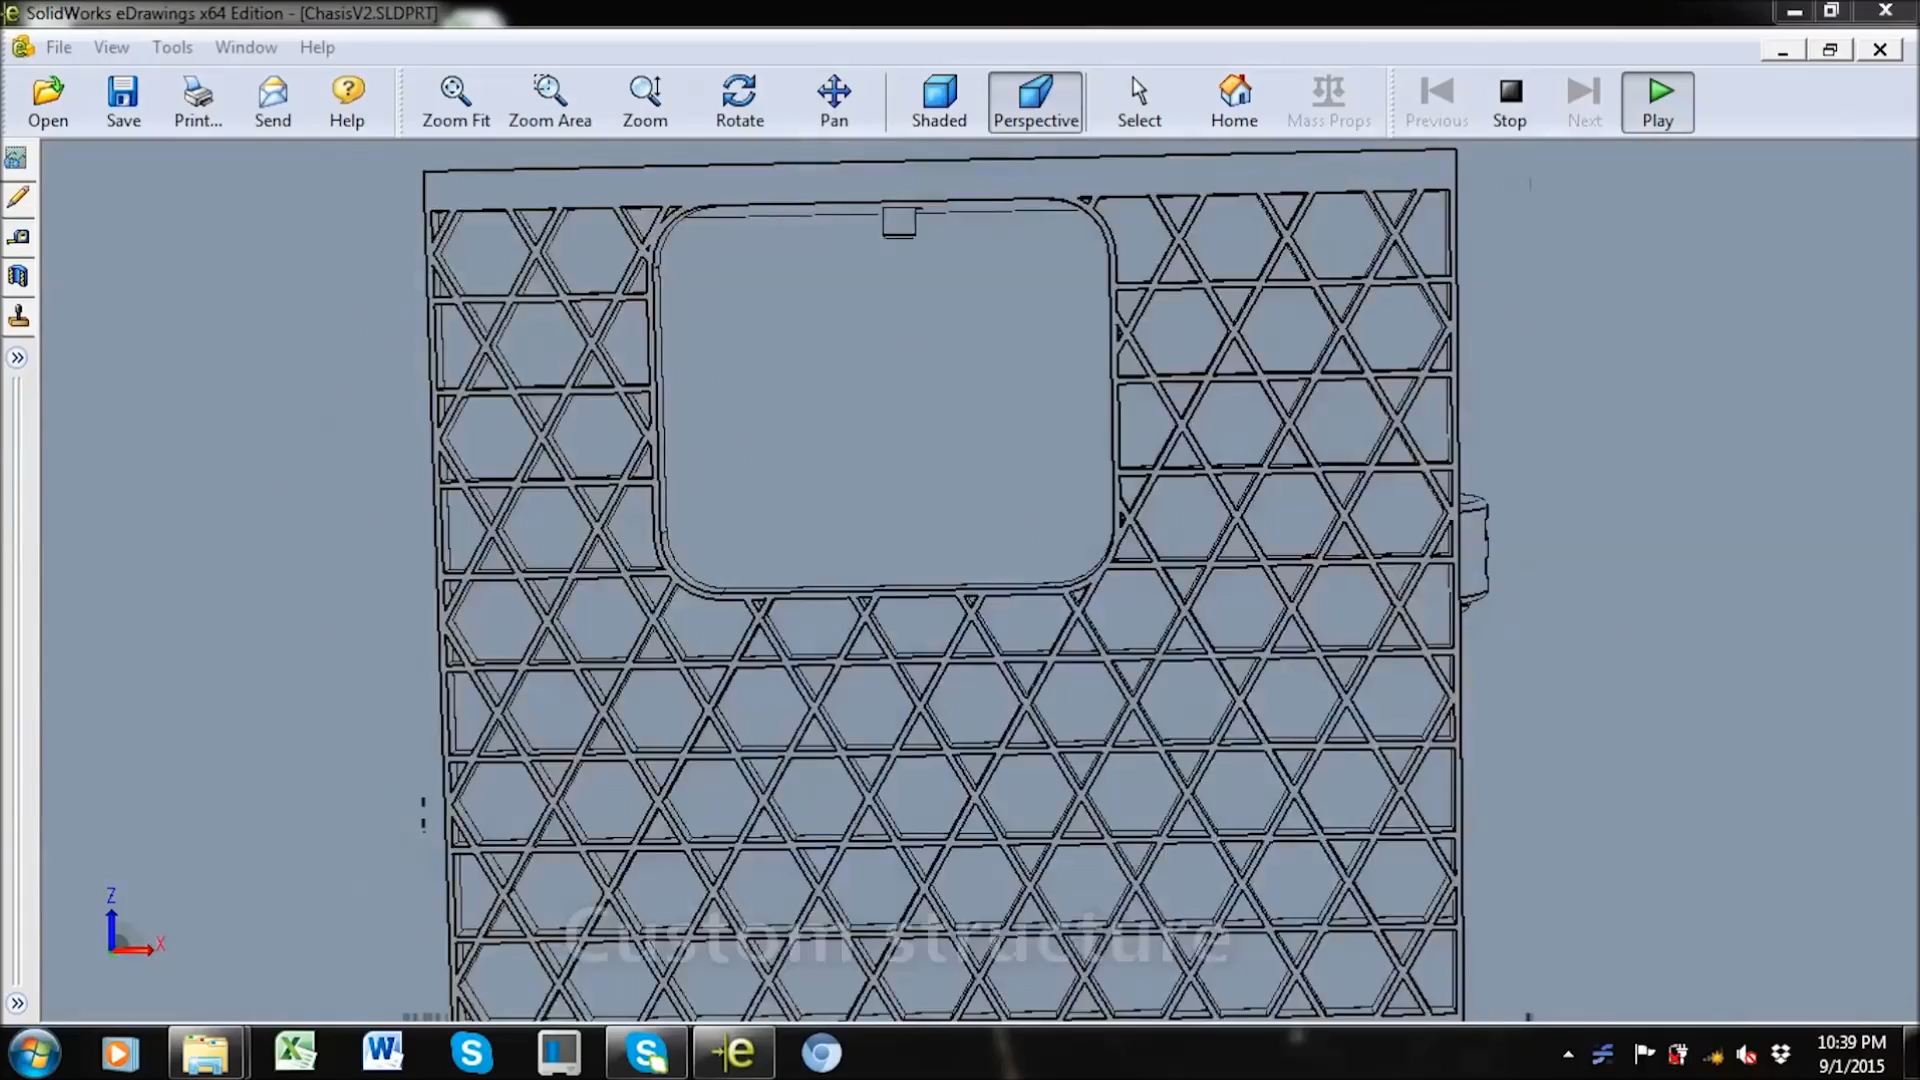 SolidWorks eDrawings x64 Edition - [ChasisV2.SLDPRT]
File View Tools Window Help
Open Save Print... Send Help Zoom Fit Zoom Area Zoom Rotate Pan Shaded Perspective Select Home Mass Props Previous Stop Next Play
Z
X
Custom structure
10:39 PM
9/1/2015